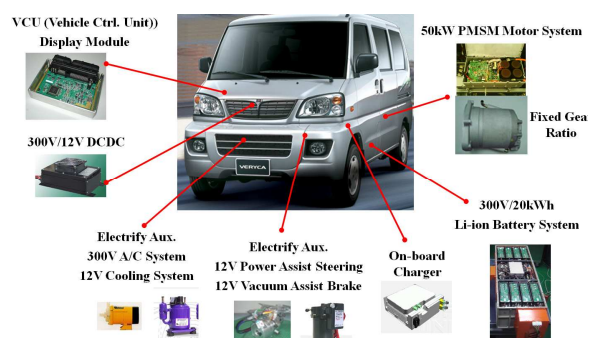 VCU (Vehicle Ctrl. Unit))
Display Module
50kW PMSM Motor System
Fixed Gea
Ratio
300V/12V DCDC
VERYCA
300V/20kWh
Li-ion Battery System
Electrify Aux.
300V A/C System
12V Cooling System
Electrify Aux.
12V Power Assist Steering
12V Vacuum Assist Brake
On-board
Charger